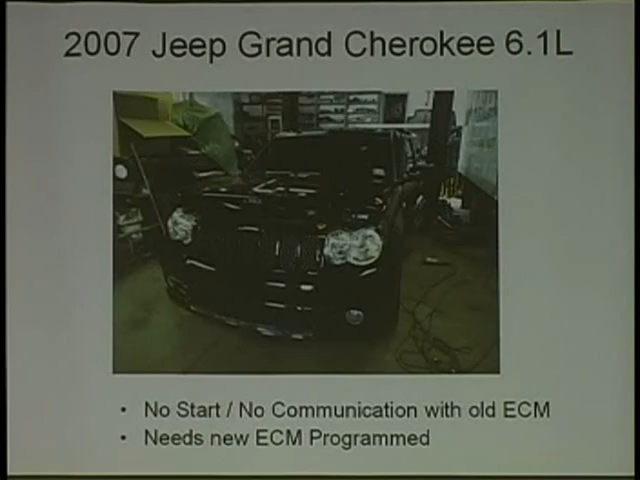 2007 Jeep Grand Cherokee 6.1L
• No Start / No Communication with old ECM
• Needs new ECM Programmed